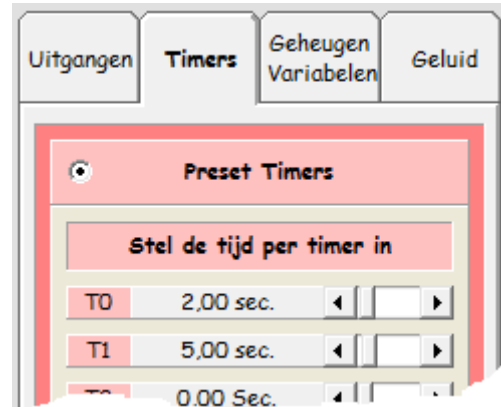 Uitgangen
Timers
Geheugen
Variabelen
Geluid
Preset Timers
Stel de tijd per timer in
T0 2,00 sec.
T1 5,00 sec.
0.00 Sec.